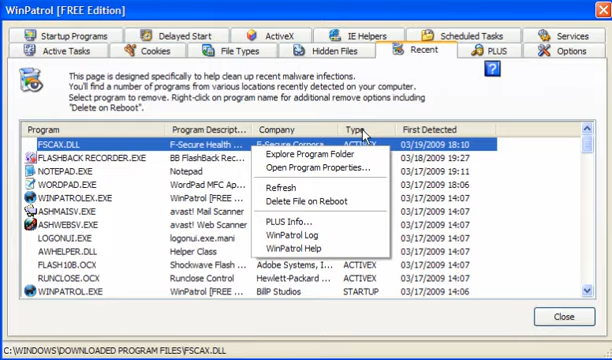 WinPatrol [FREE Edition]
Startup Programs Delayed Start ActiveX IE Helpers Scheduled Tasks Services
Active Tasks Cookies File Types Hidden Files Recent PLUS Options
This page is designed specifically to help clean up recent malware infections.
You'll find a number of programs from various locations recently detected on your computer.
Select program to remove. Right-click on program name for additional remove options including
"Delete on Reboot"
?
Program Program Descript... Company Type First Detected
FSCAX.DLL F-Secure Health ... F-Secure Corpora... ACTIVEX 03/19/2009 18:10
FLASHBACK RECORDER.EXE BB FlashBack Rec... 03/18/2009 19:27
NOTEPAD.EXE Notepad 03/17/2009 14:11
WORDPAD.EXE WordPad MFC Ap... 03/17/2009 14:06
WINPATROLEX.EXE WinPatrol [FREE ... 03/17/2009 14:06
ASHMAISV.EXE avast! Mail Scanner 03/17/2009 14:06
ASHWEBSV.EXE avast! Web Scanner 03/17/2009 14:06
LOGONUI.EXE logonui.exe.mani... 03/17/2009 14:06
AWHELPER.DLL Helper Class 03/17/2009 14:06
FLASH10B.OCX Shockwave Flash ... Adobe Systems, I... ACTIVEX 03/17/2009 14:06
RUNCLOSE.OCX Runclose Control Hewlett-Packard ... ACTIVEX 03/17/2009 14:06
WINPATROL.EXE WinPatrol [FREE ... BillP Studios STARTUP 03/17/2009 14:06
Explore Program Folder
Open Program Properties...
Refresh
Delete File on Reboot
PLUS Info...
WinPatrol Log
WinPatrol Help
Close
C:\WINDOWS\DOWNLOADED PROGRAM FILES\FSCAX.DLL